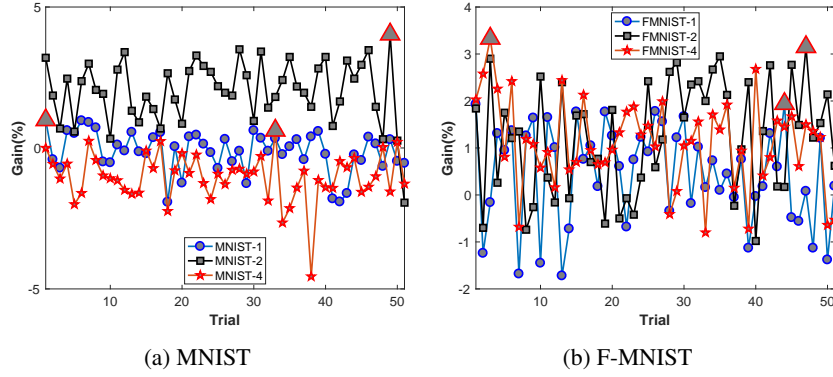 5
0
-5
Gain(%)
10 20 30 40 50
Trial
MNIST-1
MNIST-2
MNIST-4
(a) MNIST
4
3
2
1
0
-1
-2
Gain(%)
10 20 30 40 50
Trial
FMNIST-1
FMNIST-2
FMNIST-4
(b) F-MNIST